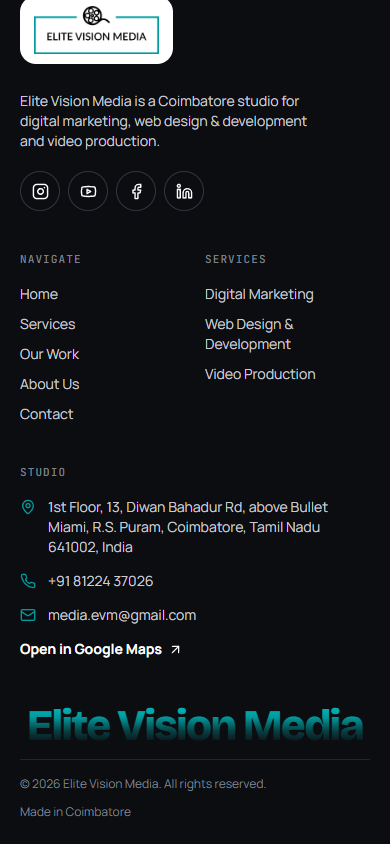 ELITE VISION MEDIA
Elite Vision Media is a Coimbatore studio for
digital marketing, web design & development
and video production.
NAVIGATE
Home
Services
Our Work
About Us
Contact
SERVICES
Digital Marketing
Web Design &
Development
Video Production
STUDIO
1st Floor, 13, Diwan Bahadur Rd, above Bullet
Miami, R.S. Puram, Coimbatore, Tamil Nadu
641002, India
+91 81224 37026
media.evm@gmail.com
Open in Google Maps
Elite Vision Media
© 2026 Elite Vision Media. All rights reserved.
Made in Coimbatore